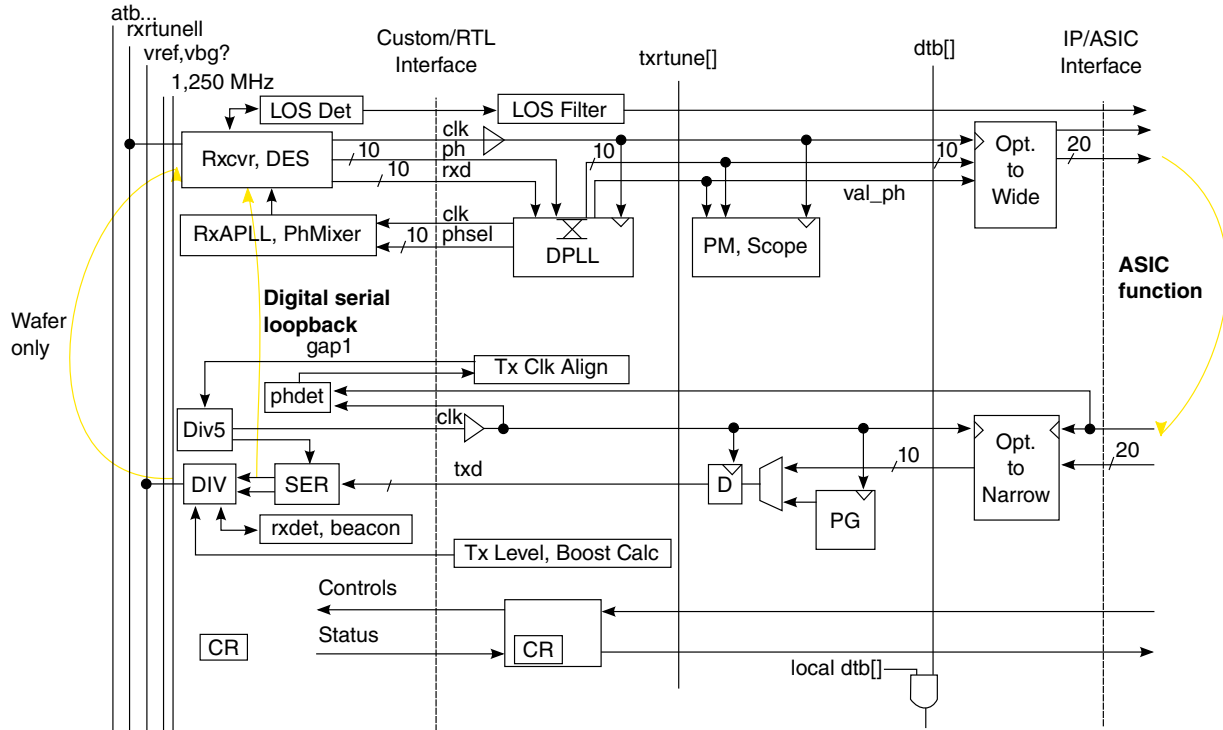 atb...
rxrtunell
vref,vbg?
1,250 MHz
Custom/RTL
Interface
txrtune[]
dtb[]
IP/ASIC
Interface
LOS Det
LOS Filter
Rxcvr, DES
clk
ph
rxd
10
10
10
10
10
20
Opt.
to
Wide
val_ph
RxAPLL, PhMixer
clk
phsel
10
DPLL
PM, Scope
ASIC
function
Digital serial
loopback
Wafer
only
gap1
Tx Clk Align
phdet
Div5
clk
Opt.
to
Narrow
20
10
DIV
SER
txd
D
PG
rxdet, beacon
Tx Level, Boost Calc
Controls
Status
CR
CR
local dtb[]